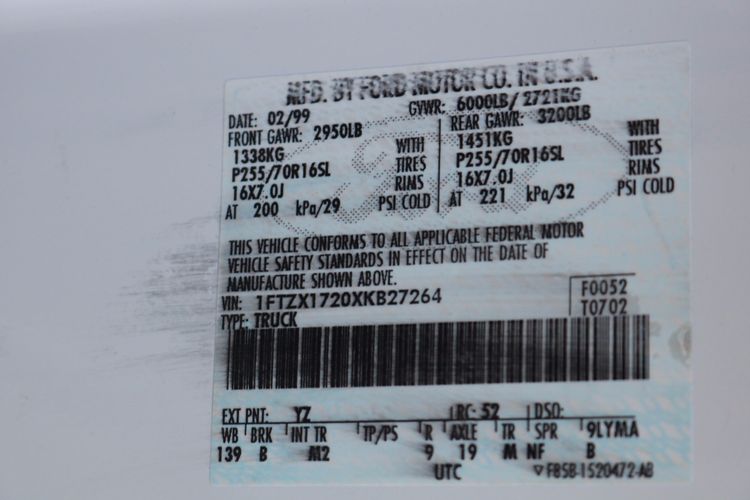 MFD. BY FORD MOTOR CO. IN U.S.A.
DATE: 02/99 GVWR: 6000LB/ 2721KG
FRONT GAWR: 2950LB REAR GAWR: 3200LB
1338KG WITH 1451KG WITH
P255/70R16SL TIRES P255/70R16SL TIRES
16X7.0J RIMS 16X7.0J RIMS
AT 200 kPa/29 PSI COLD AT 221 kPa/32 PSI COLD
THIS VEHICLE CONFORMS TO ALL APPLICABLE FEDERAL MOTOR
VEHICLE SAFETY STANDARDS IN EFFECT ON THE DATE OF
MANUFACTURE SHOWN ABOVE.
VIN: 1FTZX1720XKB27264 F0052
TYPE: TRUCK T0702
EXT PNT: YZ RC: 52 DSO:
WB BRK INT TR TP/PS R AXLE TR SPR 9LYMA
139 B M2 9 19 M NF B
UTC ▽ F85B-1520472-AB